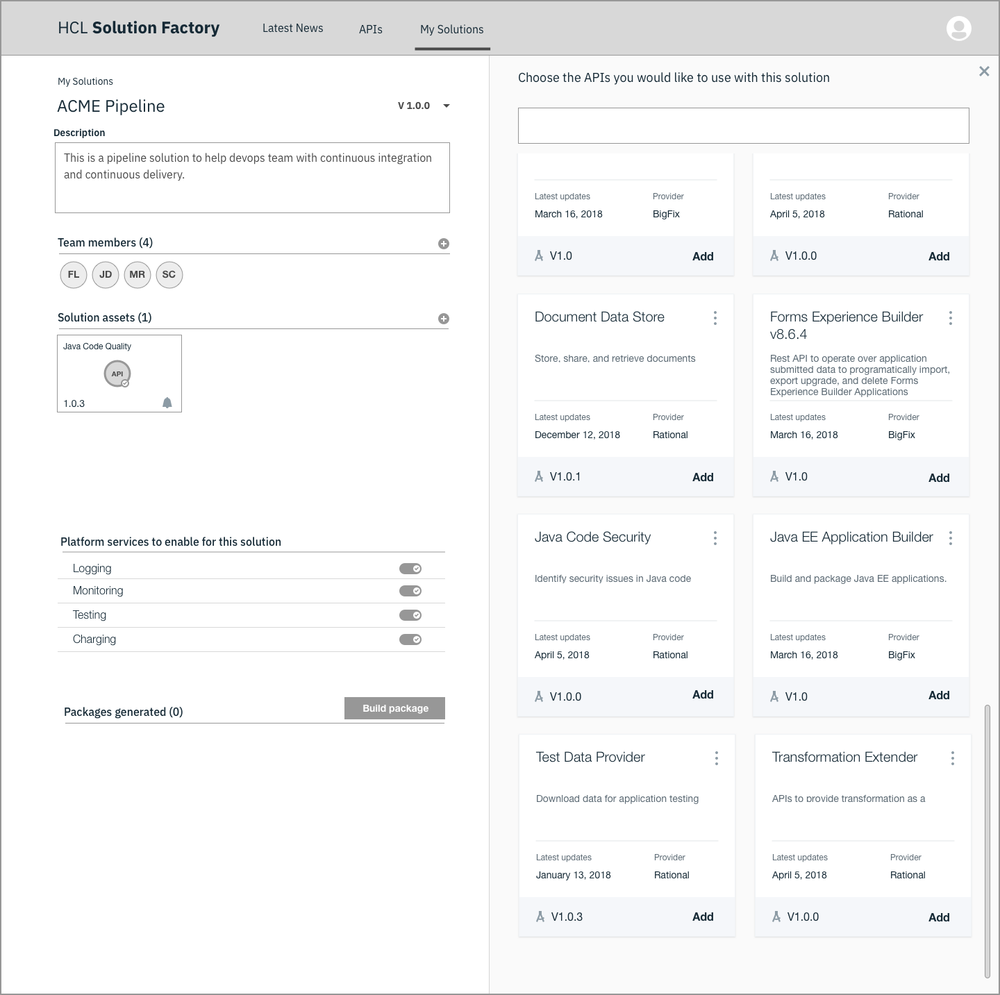 HCL Solution Factory
Latest News
APIs
My Solutions
My Solutions
ACME Pipeline
V 1.0.0
Description
This is a pipeline solution to help devops team with continuous integration
and continuous delivery.
Team members (4)
FL
JD
MR
SC
Solution assets (1)
Java Code Quality
API
1.0.3
Platform services to enable for this solution
Logging
Monitoring
Testing
Charging
Packages generated (0)
Build package
Choose the APIs you would like to use with this solution
Latest updates
Provider
March 16, 2018
BigFix
V1.0
Add
Latest updates
Provider
April 5, 2018
Rational
V1.0.0
Add
Document Data Store
Store, share, and retrieve documents
Latest updates
Provider
December 12, 2018
Rational
V1.0.1
Add
Forms Experience Builder
v8.6.4
Rest API to operate over application
submitted data to programatically import,
export upgrade, and delete Forms
Experience Builder Applications
Latest updates
Provider
March 16, 2018
BigFix
V1.0
Add
Java Code Security
Identify security issues in Java code
Latest updates
Provider
April 5, 2018
Rational
V1.0.0
Add
Java EE Application Builder
Build and package Java EE applications.
Latest updates
Provider
March 16, 2018
BigFix
V1.0
Add
Test Data Provider
Download data for application testing
Latest updates
Provider
January 13, 2018
Rational
V1.0.3
Add
Transformation Extender
APIs to provide transformation as a
Latest updates
Provider
April 5, 2018
Rational
V1.0.0
Add